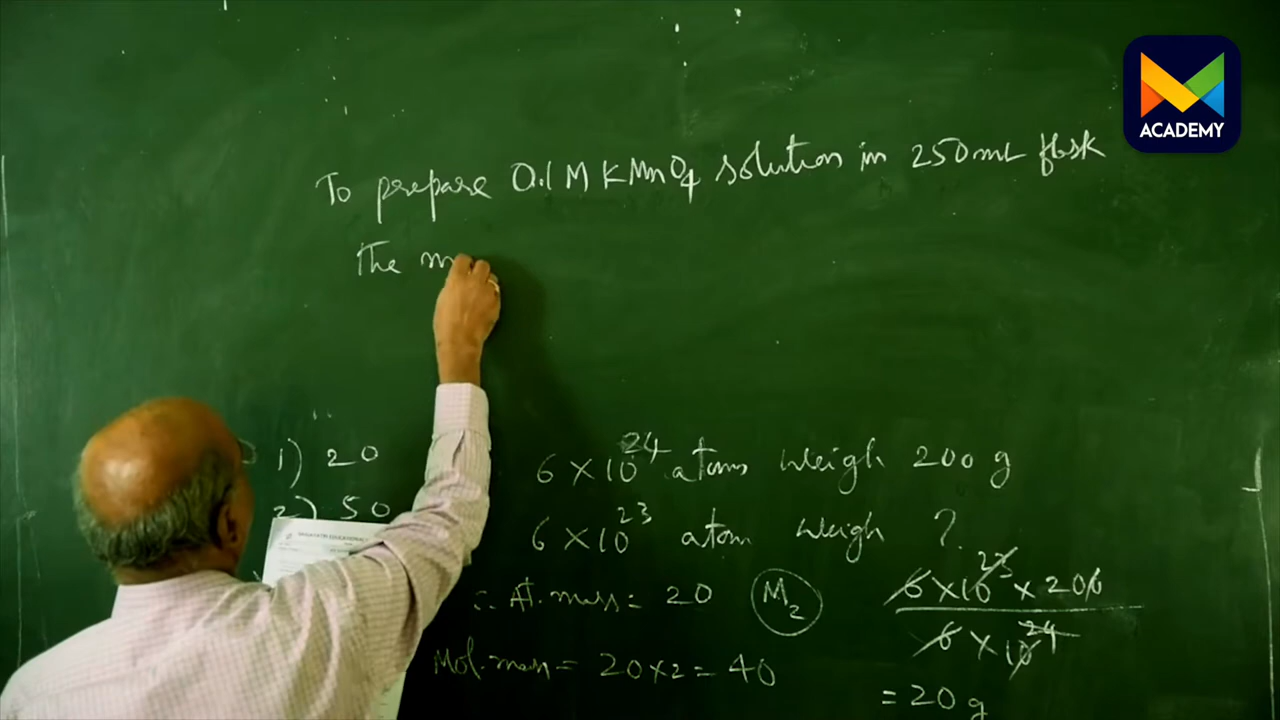 ACADEMY
To prepare 0.1 M KMnO4 solution in 250 mL flask
The m
1) 20
2) 50
6 × 10^24 atoms weigh 200 g
6 × 10^23 atom weigh ?
∴ At. mass = 20 M2
6 × 10^23 × 200
6 × 10^24
Mol. mass = 20 × 2 = 40
= 20 g